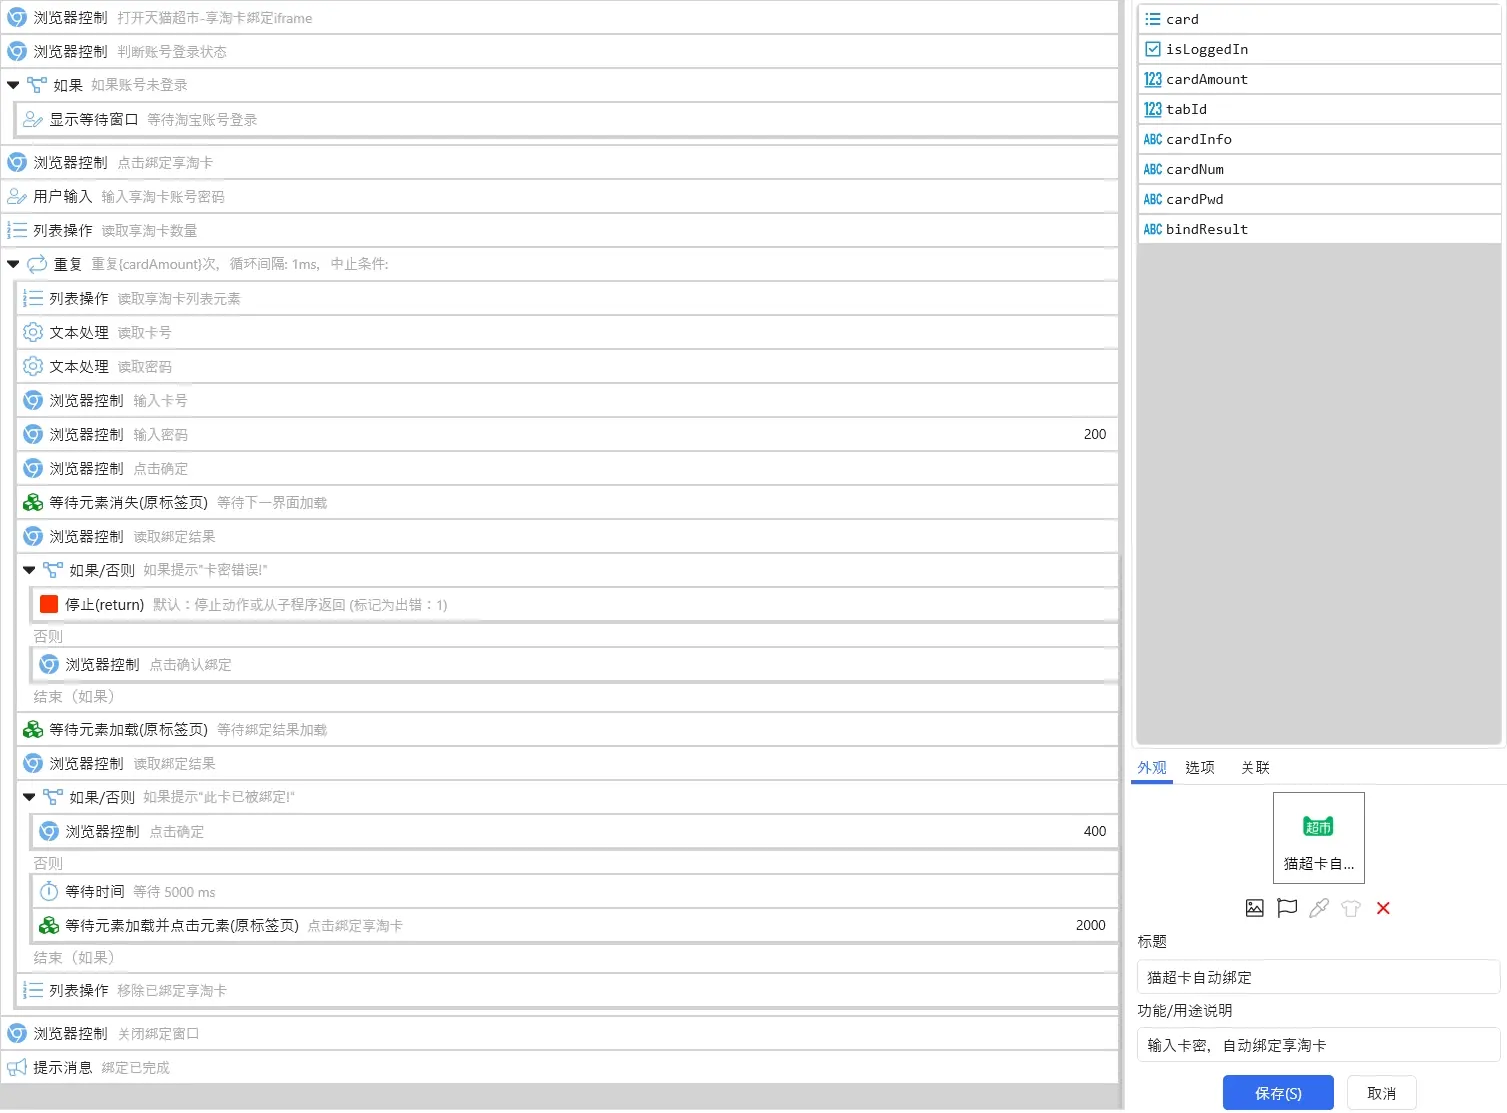 浏览器控制 打开天猫超市-享淘卡綁定iframe
浏览器控制 判断账号登录状态
如果 如果账号未登录
显示等待窗口 等待淘宝账号登录
浏览器控制 点击綁定享淘卡
用户输入 输入享淘卡账号密码
列表操作 读取享淘卡数量
重复 重复{cardAmount}次，循环间隔: 1ms，中止条件:
列表操作 读取享淘卡列表元素
文本处理 读取卡号
文本处理 读取密码
浏览器控制 输入卡号
浏览器控制 输入密码 200
浏览器控制 点击确定
等待元素消失(原标签页) 等待下一界面加载
浏览器控制 读取綁定结果
如果/否则 如果提示"卡密错误!"
停止(return) 默认：停止动作或从子程序返回 (标记为出错：1)
否则
浏览器控制 点击确认綁定
结束（如果）
等待元素加载(原标签页) 等待綁定结果加载
浏览器控制 读取綁定结果
如果/否则 如果提示"此卡已被綁定!"
浏览器控制 点击确定 400
否则
等待时间 等待 5000 ms
等待元素加载并点击元素(原标签页) 点击綁定享淘卡 2000
结束（如果）
列表操作 移除已綁定享淘卡
浏览器控制 关闭綁定窗口
提示消息 綁定已完成
card
isLoggedIn
123 cardAmount
123 tabId
ABC cardInfo
ABC cardNum
ABC cardPwd
ABC bindResult
外观 选项 关联
超市
猫超卡自...
标题
猫超卡自动绑定
功能/用途说明
输入卡密，自动绑定享淘卡
保存(S) 取消